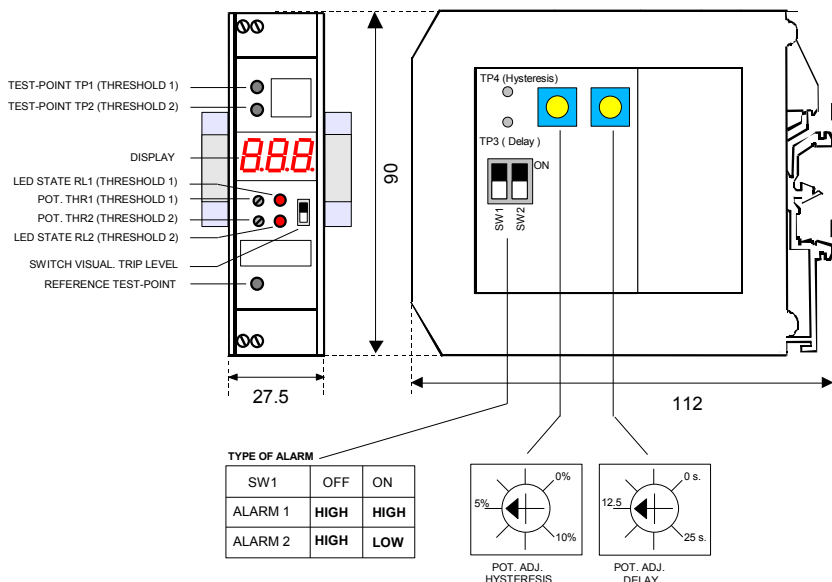 TEST-POINT TP1 (THRESHOLD 1)
TEST-POINT TP2 (THRESHOLD 2)
DISPLAY
8.8.8.
LED STATE RL1 (THRESHOLD 1)
POT. THR1 (THRESHOLD 1)
POT. THR2 (THRESHOLD 2)
LED STATE RL2 (THRESHOLD 2)
SWITCH VISUAL. TRIP LEVEL
REFERENCE TEST-POINT
27.5
90
TP4 (Hysteresis)
TP3 ( Delay )
ON
SW1
SW2
112
TYPE OF ALARM
SW1 OFF ON
ALARM 1 HIGH HIGH
ALARM 2 HIGH LOW
0%
5%
10%
POT. ADJ.
HYSTERESIS
0 s.
12.5
25 s.
POT. ADJ.
DELAY